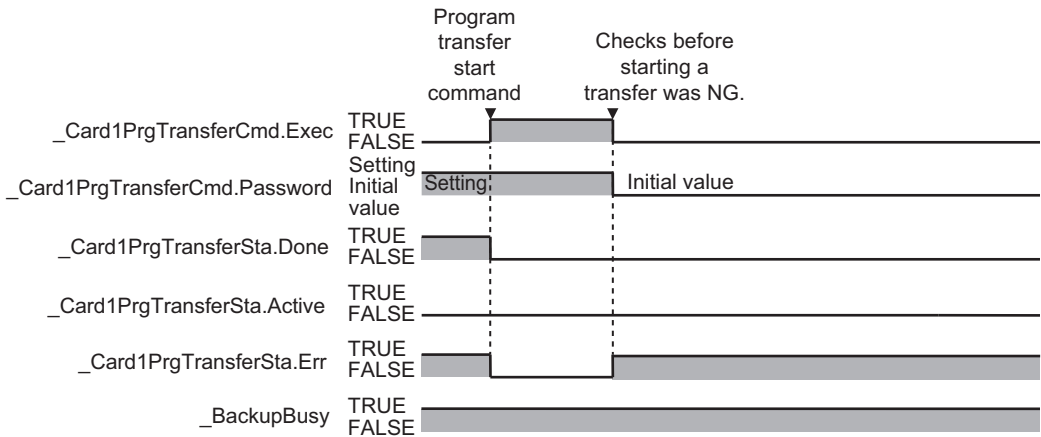 Program
transfer
start
command
Checks before
starting a
transfer was NG.
_Card1PrgTransferCmd.Exec
TRUE
FALSE
_Card1PrgTransferCmd.Password
Setting
Initial
value
Setting
Initial value
_Card1PrgTransferSta.Done
TRUE
FALSE
_Card1PrgTransferSta.Active
TRUE
FALSE
_Card1PrgTransferSta.Err
TRUE
FALSE
_BackupBusy
TRUE
FALSE